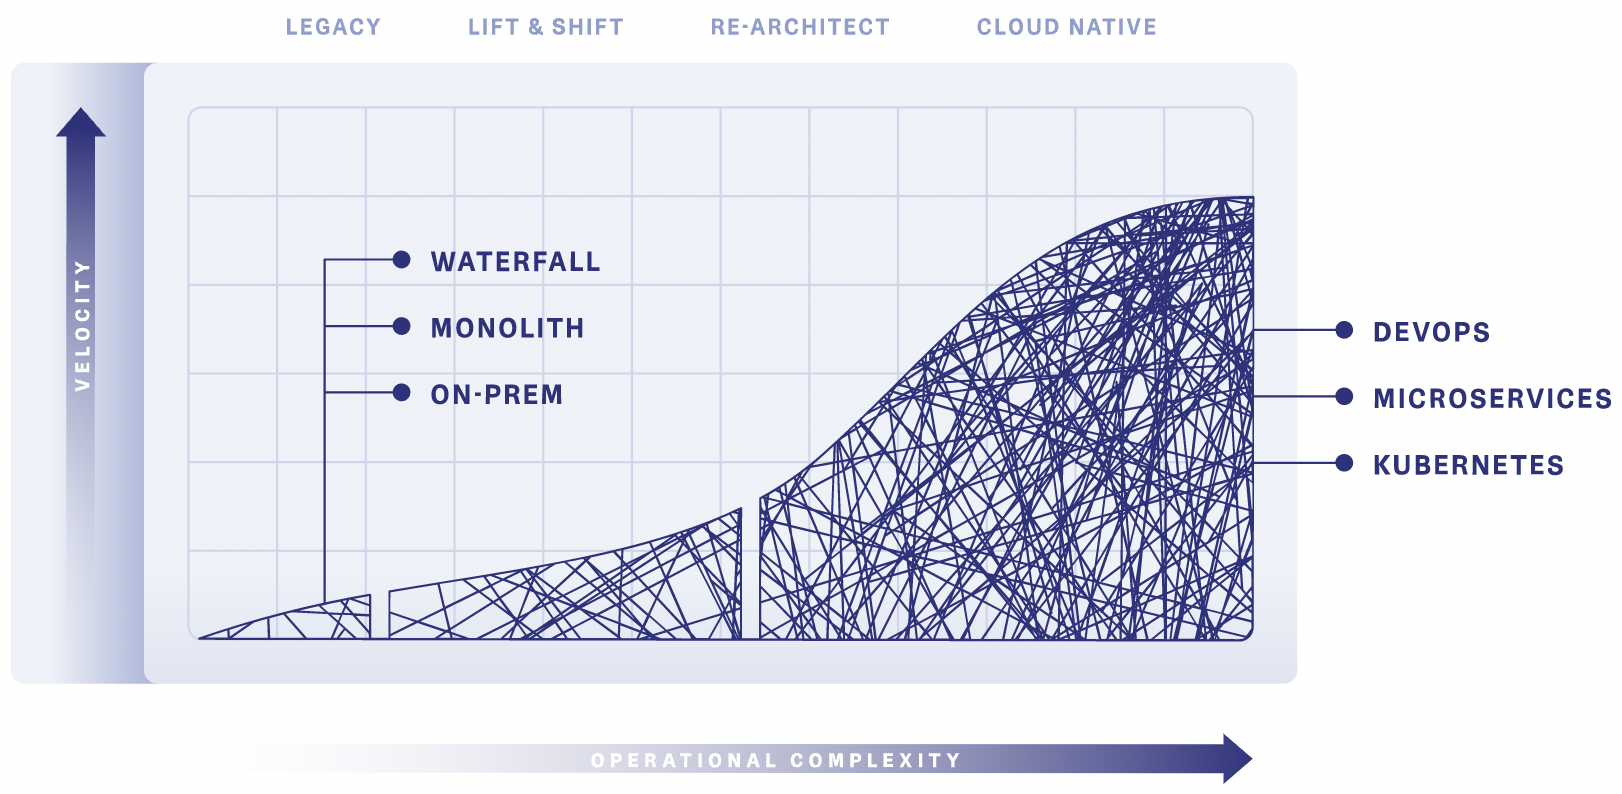 LEGACY
LIFT & SHIFT
RE-ARCHITECT
CLOUD NATIVE
VELOCITY
WATERFALL
MONOLITH
ON-PREM
DEVOPS
MICROSERVICES
KUBERNETES
OPERATIONAL COMPLEXITY